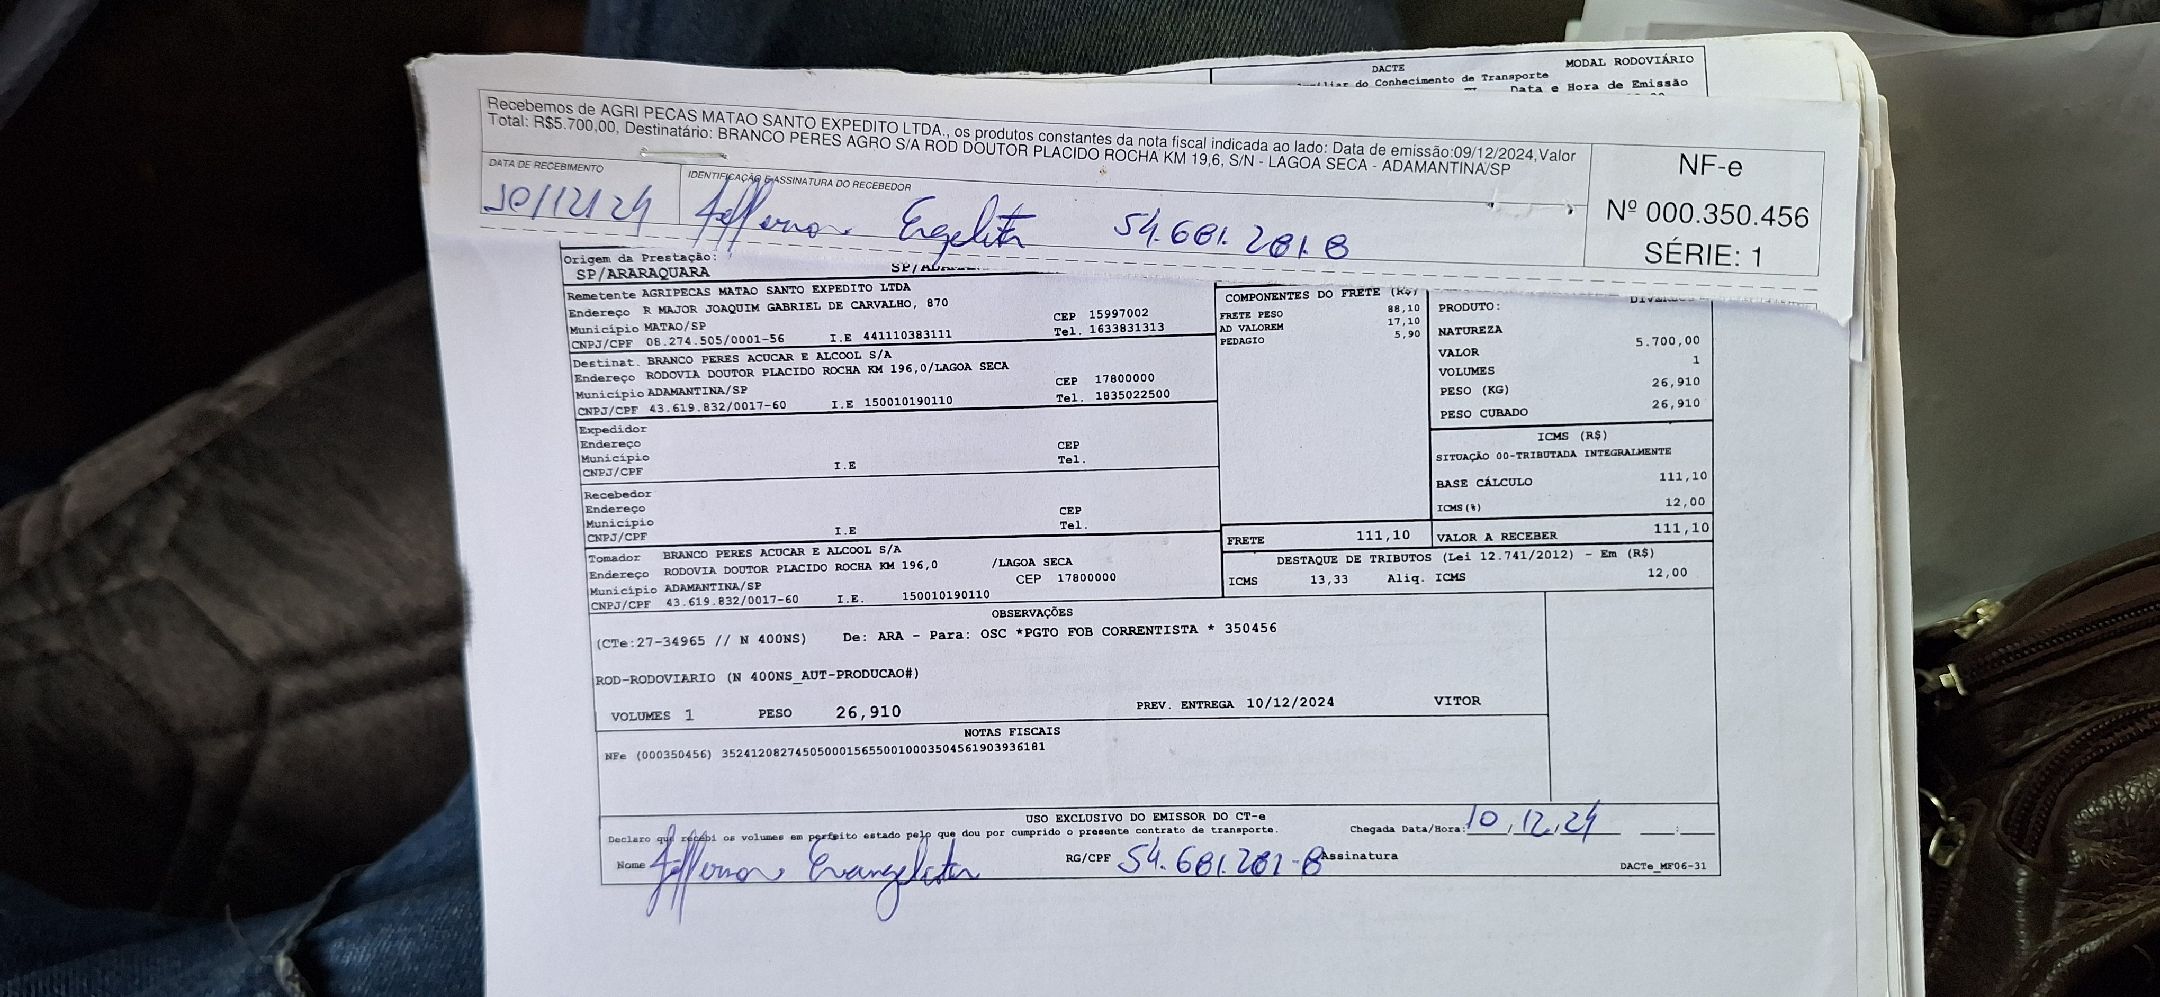 DACTE
MODAL RODOVIÁRIO
do Conhecimento de Transporte
Data e Hora de Emissão
Recebemos de AGRI PECAS MATAO SANTO EXPEDITO LTDA., os produtos constantes da nota fiscal indicada ao lado: Data de emissão:09/12/2024,Valor
Total: R$5.700,00, Destinatário: BRANCO PERES AGRO S/A ROD DOUTOR PLACIDO ROCHA KM 19,6, S/N - LAGOA SECA - ADAMANTINA/SP
NF-e
Nº 000.350.456
SÉRIE: 1
DATA DE RECEBIMENTO
IDENTIFICAÇÃO E ASSINATURA DO RECEBEDOR
10/12/24 Jefferson 54.681.281.8
Origem da Prestação:
SP/ARARAQUARA
Remetente AGRIPECAS MATAO SANTO EXPEDITO LTDA
Endereço R MAJOR JOAQUIM GABRIEL DE CARVALHO, 870
Município MATAO/SP CEP 15997002
CNPJ/CPF 08.274.505/0001-56 I.E 441110383111 Tel. 1633831313
Destinat. BRANCO PERES ACUCAR E ALCOOL S/A
Endereço RODOVIA DOUTOR PLACIDO ROCHA KM 196,0/LAGOA SECA
Município ADAMANTINA/SP CEP 17800000
CNPJ/CPF 43.619.832/0017-60 I.E 150010190110 Tel. 1835022500
Expedidor
Endereço
Município CEP
CNPJ/CPF I.E Tel.
Recebedor
Endereço
Município CEP
CNPJ/CPF I.E Tel.
Tomador BRANCO PERES ACUCAR E ALCOOL S/A
Endereço RODOVIA DOUTOR PLACIDO ROCHA KM 196,0 /LAGOA SECA
Município ADAMANTINA/SP CEP 17800000
CNPJ/CPF 43.619.832/0017-60 I.E. 150010190110
COMPONENTES DO FRETE (R$)
FRETE PESO 88,10
AD VALOREM 17,10
PEDAGIO 5,90
FRETE 111,10
PRODUTO: DIVERSOS
NATUREZA
VALOR 5.700,00
VOLUMES 1
PESO (KG) 26,910
PESO CUBADO 26,910
ICMS (R$)
SITUAÇÃO 00-TRIBUTADA INTEGRALMENTE
BASE CÁLCULO 111,10
ICMS(%) 12,00
VALOR A RECEBER 111,10
DESTAQUE DE TRIBUTOS (Lei 12.741/2012) - Em (R$)
ICMS 13,33 Aliq. ICMS 12,00
OBSERVAÇÕES
(CTe:27-34965 // N 400NS) De: ARA - Para: OSC *PGTO FOB CORRENTISTA * 350456
ROD-RODOVIARIO (N 400NS_AUT-PRODUCAO#)
VOLUMES 1 PESO 26,910 PREV. ENTREGA 10/12/2024 VITOR
NOTAS FISCAIS
NFe (000350456) 35241208274505000156550010003504561903936181
USO EXCLUSIVO DO EMISSOR DO CT-e
Declaro que recebi os volumes em perfeito estado pelo que dou por cumprido o presente contrato de transporte. Chegada Data/Hora: 10,12,24
Nome Jefferson Evangelista RG/CPF 54.681.281-8 Assinatura
DACTe_MF06-31